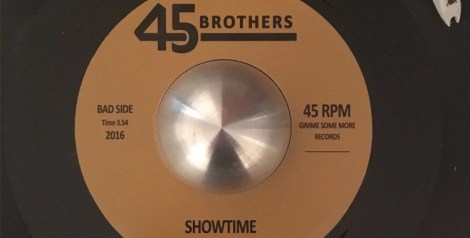 45 BROTHERS
BAD SIDE
Time 3.54
2016
45 RPM
GIMME SOME MORE
RECORDS
SHOWTIME